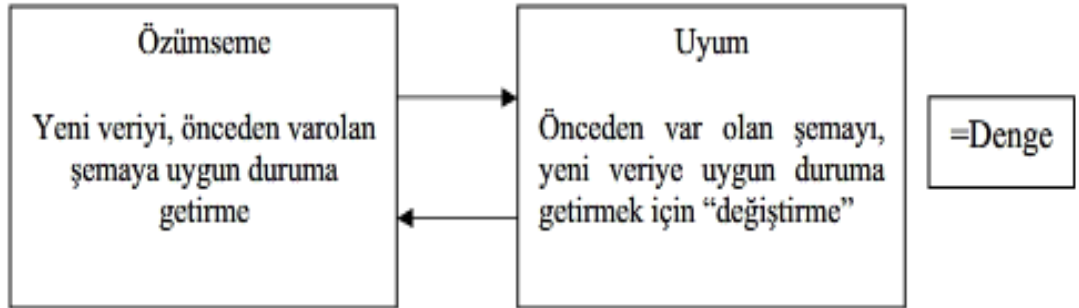 Özümseme
Yeni veriyi, önceden varolan
şemaya uygun duruma
getirme
Uyum
Önceden var olan şemayı,
yeni veriye uygun duruma
getirmek için “değiştirme”
=Denge